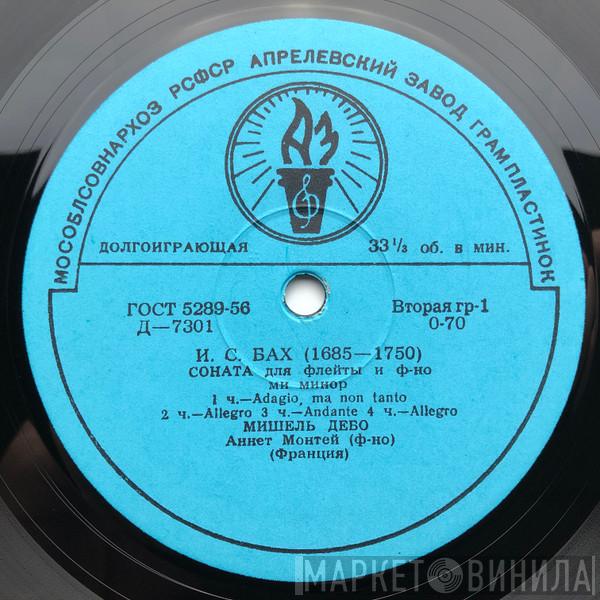 МОСОБЛСОВНАРХОЗ РСФСР АПРЕЛЕВСКИЙ ЗАВОД ГРАМПЛАСТИНОК
АЗ
ДОЛГОИГРАЮЩАЯ 33⅓ об. в мин.
ГОСТ 5289-56 Вторая гр-1
Д—7301 0-70
И. С. БАХ (1685—1750)
СОНАТА для флейты и ф-но
ми минор
1 ч.—Adagio, ma non tanto
2 ч.—Allegro 3 ч.—Andante 4 ч.—Allegro
МИШЕЛЬ ДЕБО
Аннет Монтей (ф-но)
(Франция)
МАРКЕТ ВИНИЛА